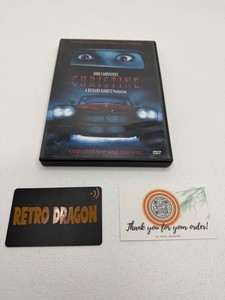 JOHN CARPENTER'S
CHRISTINE
A RICHARD KOBRITZ Production
DVD
RETRO DRAGON
Thank you for your order!